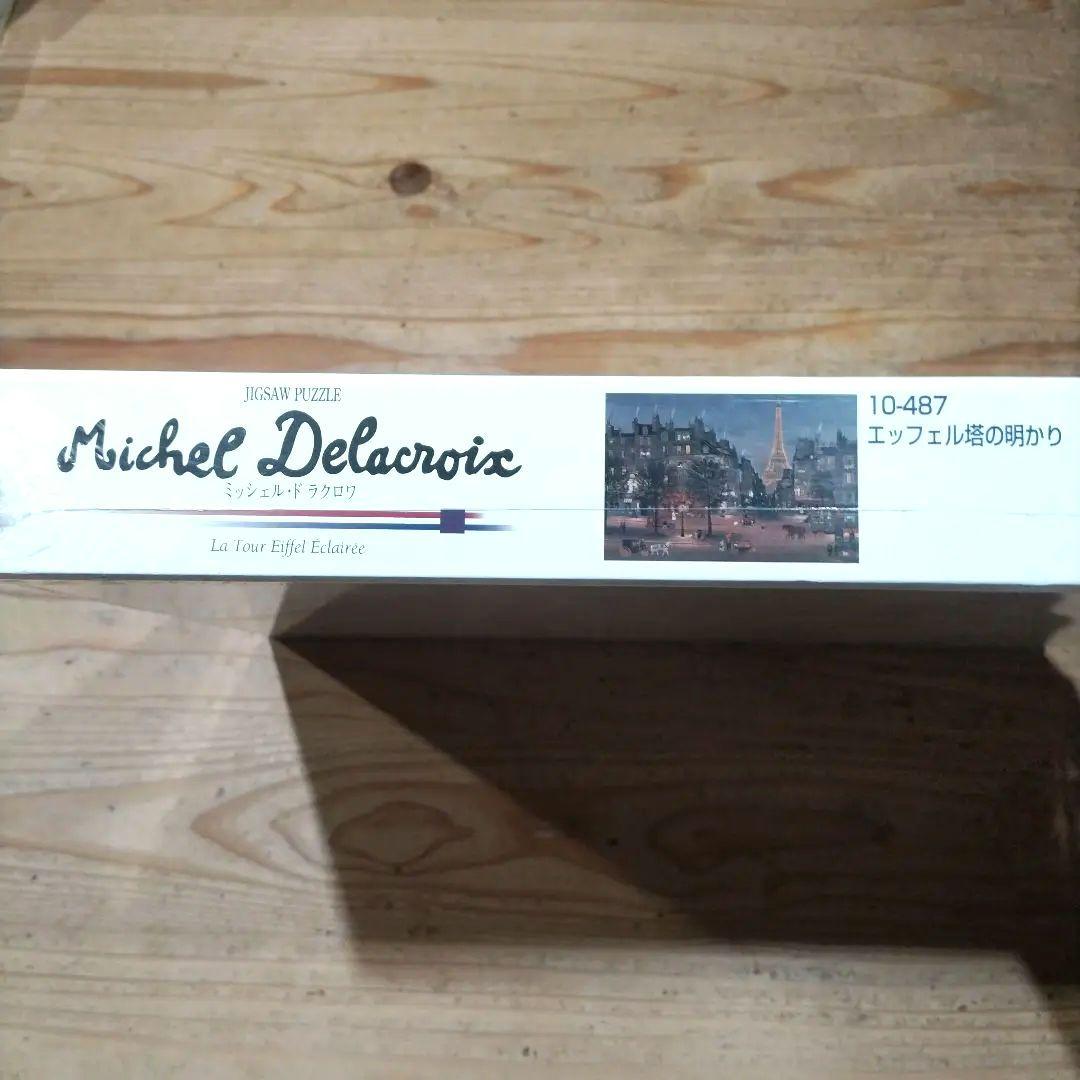 JIGSAW PUZZLE
Michel Delacroix
ミッシェル・ド ラクロワ
La Tour Eiffel Éclairée
10-487
エッフェル塔の明かり